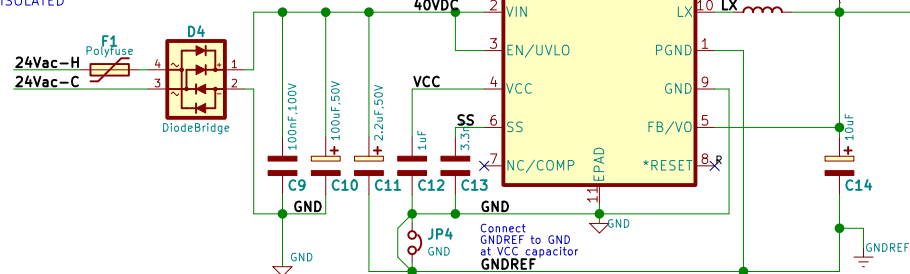 ISOLATED
40VDC
2
VIN
LX
10
LX
D4
F1
Polyfuse
24Vac-H
24Vac-C
4
3
1
2
DiodeBridge
3
EN/UVLO
PGND
1
VCC
4
VCC
GND
9
SS
6
SS
FB/VO
5
7
NC/COMP
*RESET
8
R
EPAD
11
100nF,100V
100uF,50V
2.2uF,50V
1uF
3.3n
10uF
C9
C10
C11
C12
C13
C14
GND
GND
GND
GND
JP4
GND
Connect
GNDREF to GND
at VCC capacitor
GNDREF
GNDREF